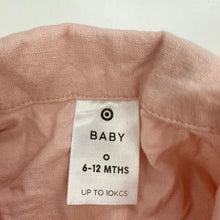 BABY
O
6-12 MTHS
UP TO 10KGS